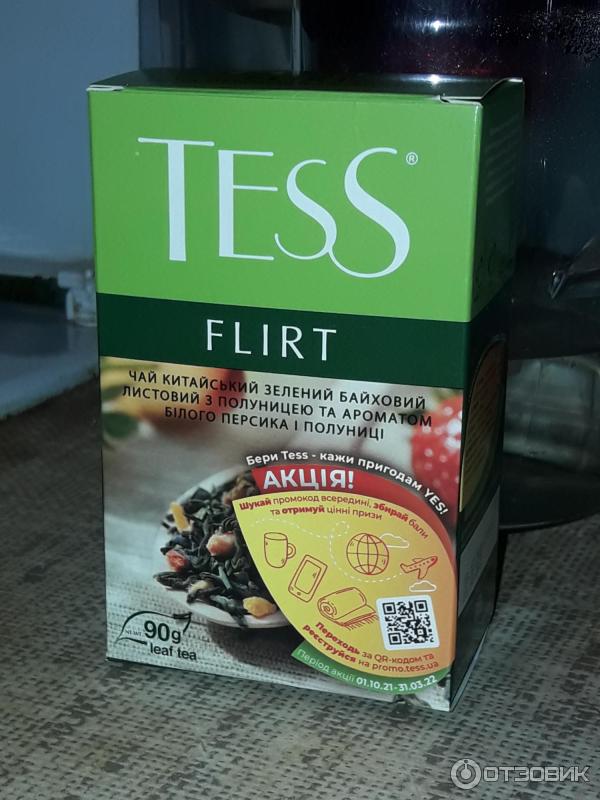 TESS®
FLIRT
ЧАЙ КИТАЙСЬКИЙ ЗЕЛЕНИЙ БАЙХОВИЙ
ЛИСТОВИЙ З ПОЛУНИЦЕЮ ТА АРОМАТОМ
БІЛОГО ПЕРСИКА І ПОЛУНИЦІ
Бери Tess - кажи пригодам YES!
АКЦІЯ!
Шукай промокод всередині, збирай бали
та отримуй цінні призи
Переходь за QR-кодом та
реєструйся на promo.tess.ua
Період акції 01.10.21-31.03.22
NET WT. 90g
leaf tea
ОТЗОВИК